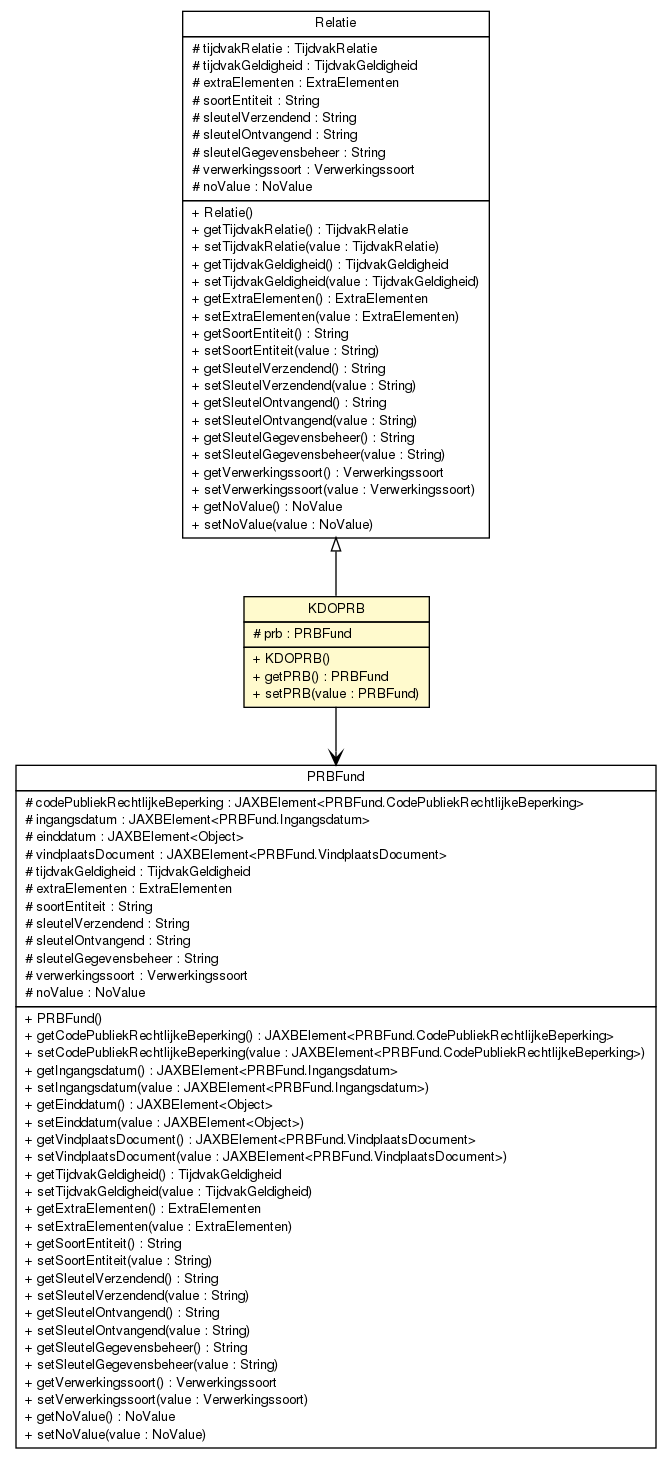 Relatie
# tijdvakRelatie : TijdvakRelatie
# tijdvakGeldigheid : TijdvakGeldigheid
# extraElementen : ExtraElementen
# soortEntiteit : String
# sleutelVerzendend : String
# sleutelOntvangend : String
# sleutelGegevensbeheer : String
# verwerkingssoort : Verwerkingssoort
# noValue : NoValue
+ Relatie()
+ getTijdvakRelatie() : TijdvakRelatie
+ setTijdvakRelatie(value : TijdvakRelatie)
+ getTijdvakGeldigheid() : TijdvakGeldigheid
+ setTijdvakGeldigheid(value : TijdvakGeldigheid)
+ getExtraElementen() : ExtraElementen
+ setExtraElementen(value : ExtraElementen)
+ getSoortEntiteit() : String
+ setSoortEntiteit(value : String)
+ getSleutelVerzendend() : String
+ setSleutelVerzendend(value : String)
+ getSleutelOntvangend() : String
+ setSleutelOntvangend(value : String)
+ getSleutelGegevensbeheer() : String
+ setSleutelGegevensbeheer(value : String)
+ getVerwerkingssoort() : Verwerkingssoort
+ setVerwerkingssoort(value : Verwerkingssoort)
+ getNoValue() : NoValue
+ setNoValue(value : NoValue)
KDOPRB
# prb : PRBFund
+ KDOPRB()
+ getPRB() : PRBFund
+ setPRB(value : PRBFund)
PRBFund
# codePubliekRechtlijkeBeperking : JAXBElement<PRBFund.CodePubliekRechtlijkeBeperking>
# ingangsdatum : JAXBElement<PRBFund.Ingangsdatum>
# einddatum : JAXBElement<Object>
# vindplaatsDocument : JAXBElement<PRBFund.VindplaatsDocument>
# tijdvakGeldigheid : TijdvakGeldigheid
# extraElementen : ExtraElementen
# soortEntiteit : String
# sleutelVerzendend : String
# sleutelOntvangend : String
# sleutelGegevensbeheer : String
# verwerkingssoort : Verwerkingssoort
# noValue : NoValue
+ PRBFund()
+ getCodePubliekRechtlijkeBeperking() : JAXBElement<PRBFund.CodePubliekRechtlijkeBeperking>
+ setCodePubliekRechtlijkeBeperking(value : JAXBElement<PRBFund.CodePubliekRechtlijkeBeperking>)
+ getIngangsdatum() : JAXBElement<PRBFund.Ingangsdatum>
+ setIngangsdatum(value : JAXBElement<PRBFund.Ingangsdatum>)
+ getEinddatum() : JAXBElement<Object>
+ setEinddatum(value : JAXBElement<Object>)
+ getVindplaatsDocument() : JAXBElement<PRBFund.VindplaatsDocument>
+ setVindplaatsDocument(value : JAXBElement<PRBFund.VindplaatsDocument>)
+ getTijdvakGeldigheid() : TijdvakGeldigheid
+ setTijdvakGeldigheid(value : TijdvakGeldigheid)
+ getExtraElementen() : ExtraElementen
+ setExtraElementen(value : ExtraElementen)
+ getSoortEntiteit() : String
+ setSoortEntiteit(value : String)
+ getSleutelVerzendend() : String
+ setSleutelVerzendend(value : String)
+ getSleutelOntvangend() : String
+ setSleutelOntvangend(value : String)
+ getSleutelGegevensbeheer() : String
+ setSleutelGegevensbeheer(value : String)
+ getVerwerkingssoort() : Verwerkingssoort
+ setVerwerkingssoort(value : Verwerkingssoort)
+ getNoValue() : NoValue
+ setNoValue(value : NoValue)